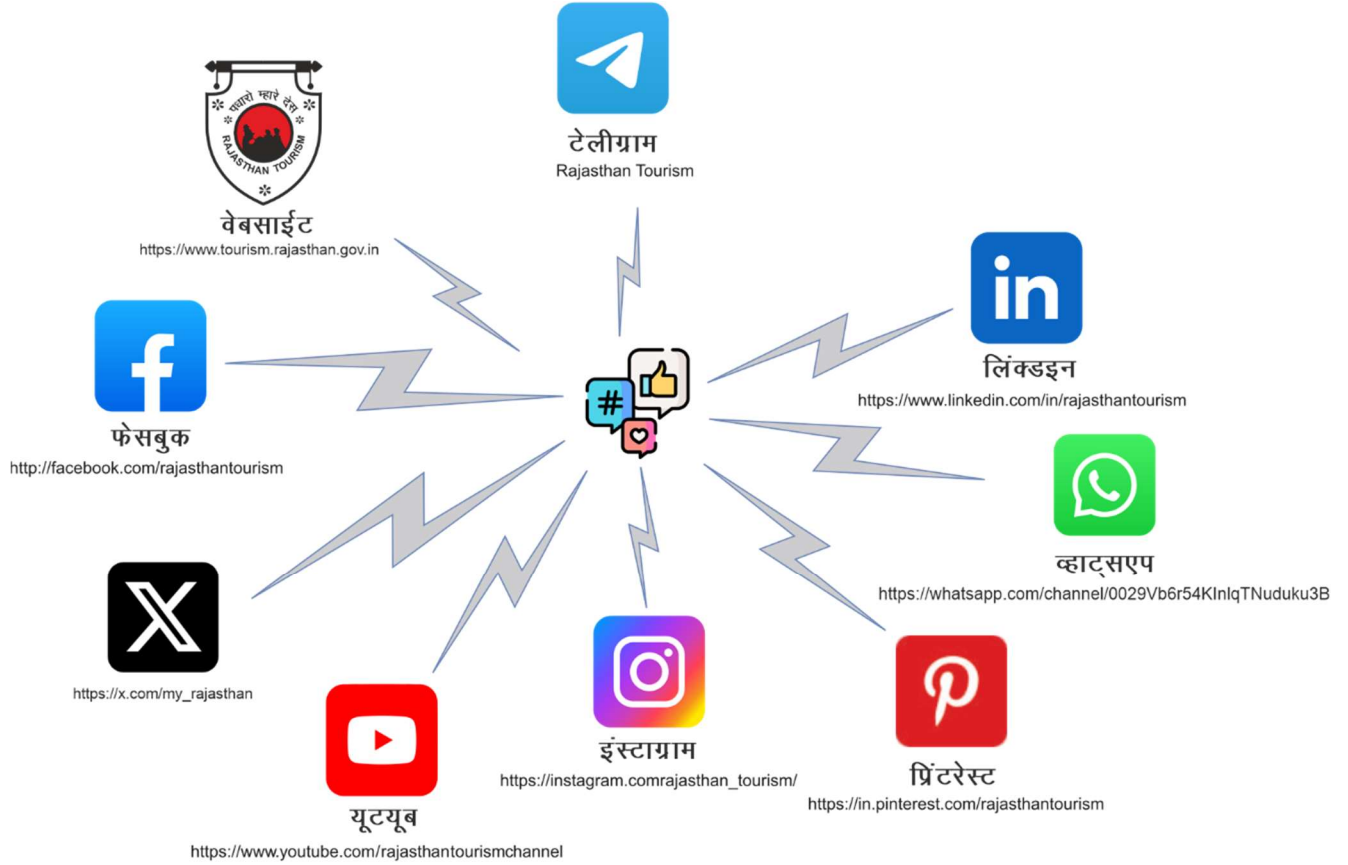 टेलीग्राम
Rajasthan Tourism
पधारो म्हारे देस
RAJASTHAN TOURISM
वेबसाईट
https://www.tourism.rajasthan.gov.in
in
लिंक्डइन
https://www.linkedin.com/in/rajasthantourism
फेसबुक
http://facebook.com/rajasthantourism
#
व्हाट्सएप
https://whatsapp.com/channel/0029Vb6r54KInlqTNuduku3B
https://x.com/my_rajasthan
इंस्टाग्राम
https://instagram.comrajasthan_tourism/
प्रिंटरेस्ट
https://in.pinterest.com/rajasthantourism
यूटयूब
https://www.youtube.com/rajasthantourismchannel